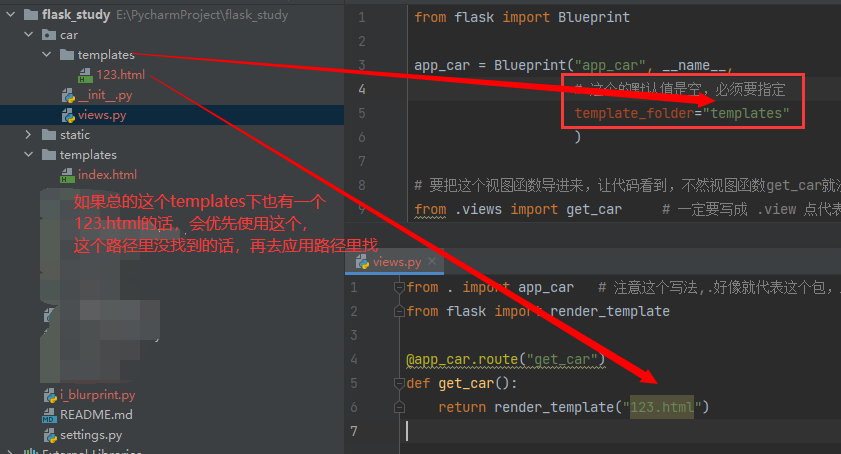 flask_study E:\PycharmProject\flask_study
car
templates
123.html
__init__.py
views.py
static
templates
index.html
如果总的这个templates下也有一个
123.html的话，会优先使用这个，
这个路径里没找到的话，再去应用路径里找
i_blurprint.py
README.md
settings.py
External Libraries
1 from flask import Blueprint
2
3 app_car = Blueprint("app_car", __name__,
4 # 这个的默认值是空，必须要指定
5 template_folder="templates"
6 )
7
8 # 要把这个视图函数导进来，让代码看到，不然视图函数get_car就
9 from .views import get_car # 一定要写成 .view 点代表
views.py
1 from . import app_car # 注意这个写法,.好像就代表这个包，
2 from flask import render_template
3
4 @app_car.route("get_car")
5 def get_car():
6 return render_template("123.html")
7